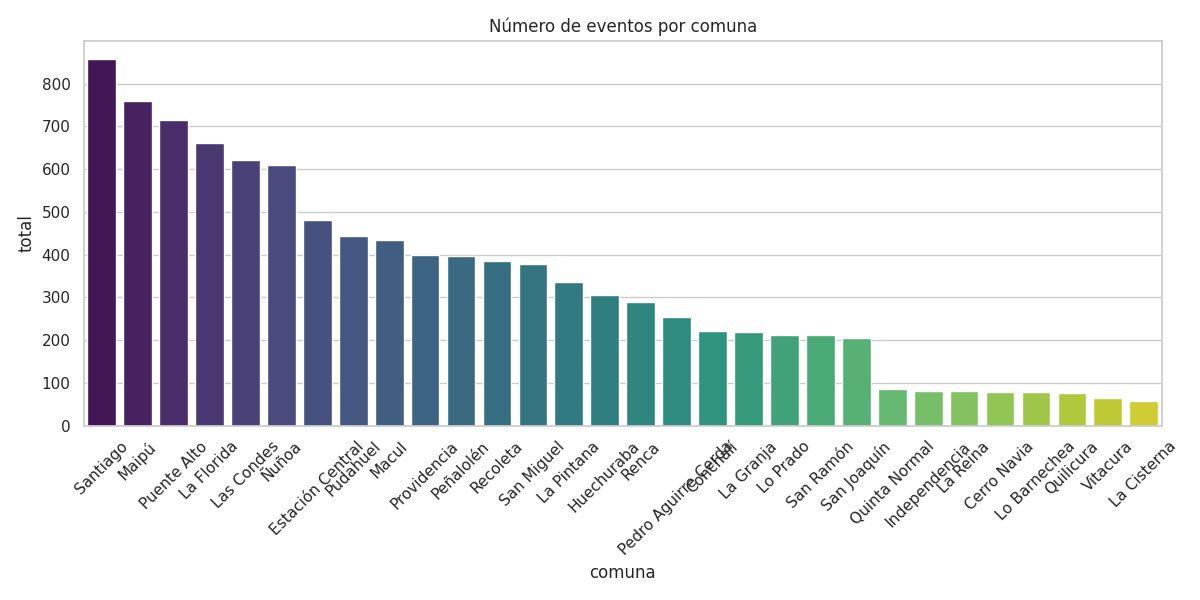 Número de eventos por comuna
total
800
700
600
500
400
300
200
100
0
Santiago
Maipú
Puente Alto
La Florida
Las Condes
Ñuñoa
Estación Central
Pudahuel
Macul
Providencia
Peñalolén
Recoleta
San Miguel
La Pintana
Huechuraba
Renca
Pedro Aguirre Cerda
Conchalí
La Granja
Lo Prado
San Ramón
San Joaquín
Quinta Normal
Independencia
La Reina
Cerro Navia
Lo Barnechea
Quilicura
Vitacura
La Cisterna
comuna